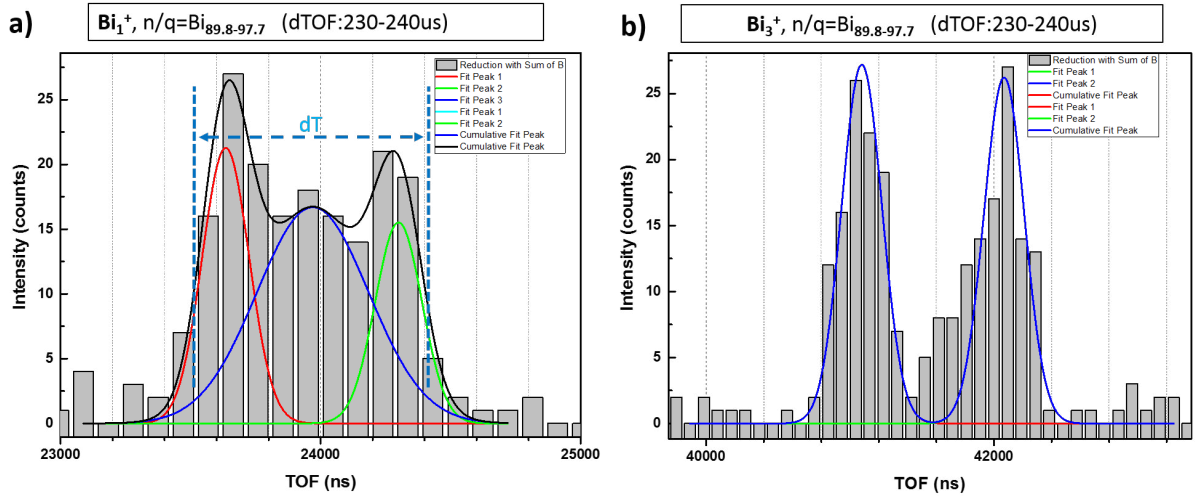 a)
Bi₁⁺, n/q=Bi₈₉.₈₋₉₇.₇ (dTOF:230-240us)
Reduction with Sum of B
Fit Peak 1
Fit Peak 2
Fit Peak 3
Fit Peak 1
Fit Peak 2
Cumulative Fit Peak
Cumulative Fit Peak
dT
25
20
15
10
5
0
Intensity (counts)
23000
24000
25000
TOF (ns)
b)
Bi₃⁺, n/q=Bi₈₉.₈₋₉₇.₇ (dTOF:230-240us)
Reduction with Sum of B
Fit Peak 1
Fit Peak 2
Cumulative Fit Peak
Fit Peak 1
Fit Peak 2
Cumulative Fit Peak
25
20
15
10
5
0
Intensity (counts)
40000
42000
TOF (ns)